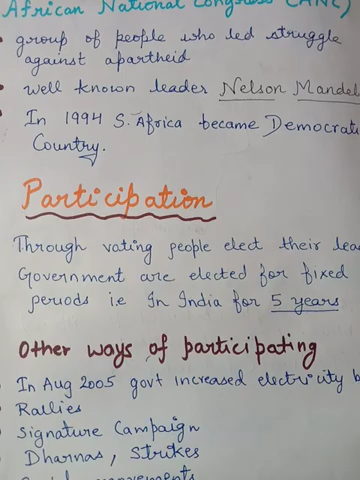 African National Congress (ANC)
group of people who led struggle
against apartheid
well known leader Nelson Mandel
In 1994 S. Africa became Democrati
Country.
Participation
Through voting people elect their lea
Government are elected for fixed
periods i.e In India for 5 years
Other ways of participating
In Aug 2005 govt increased electricity b
Rallies
Signature Campaign
Dharnas, Strikes